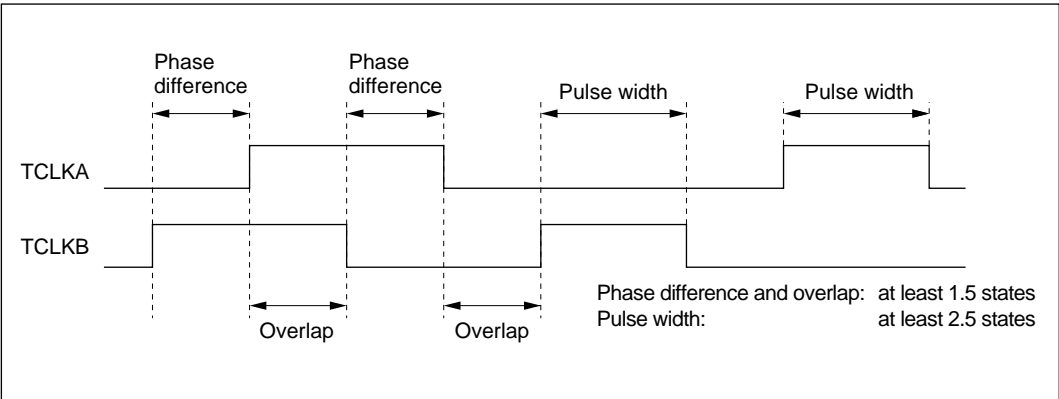 Phase
difference
Phase
difference
Pulse width
Pulse width
TCLKA
TCLKB
Overlap
Overlap
Phase difference and overlap: at least 1.5 states
Pulse width: at least 2.5 states